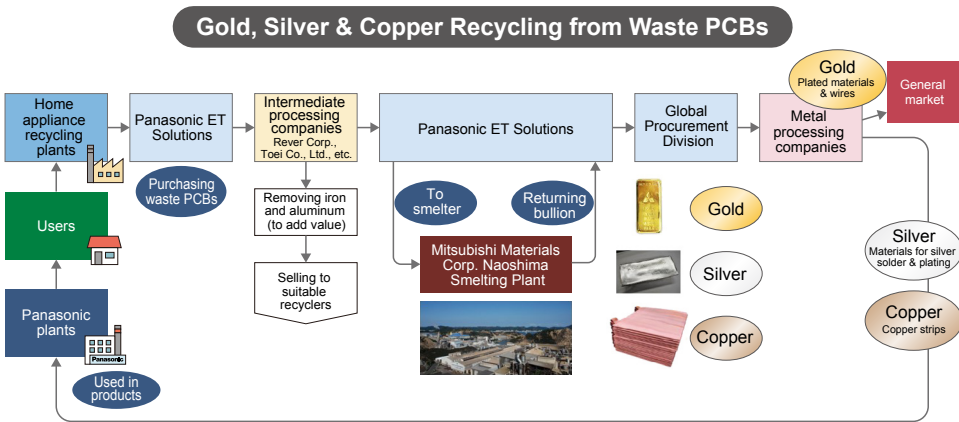 Gold, Silver & Copper Recycling from Waste PCBs
Home
appliance
recycling
plants
Panasonic ET
Solutions
Intermediate
processing
companies
Rever Corp.,
Toei Co., Ltd., etc.
Panasonic ET Solutions
Global
Procurement
Division
Metal
processing
companies
Gold
Plated materials
& wires
General
market
Purchasing
waste PCBs
Removing iron
and aluminum
(to add value)
Selling to
suitable
recyclers
To
smelter
Returning
bullion
Mitsubishi Materials
Corp. Naoshima
Smelting Plant
Gold
Silver
Copper
Silver
Materials for silver
solder & plating
Copper
Copper strips
Users
Panasonic
plants
Panasonic
Used in
products